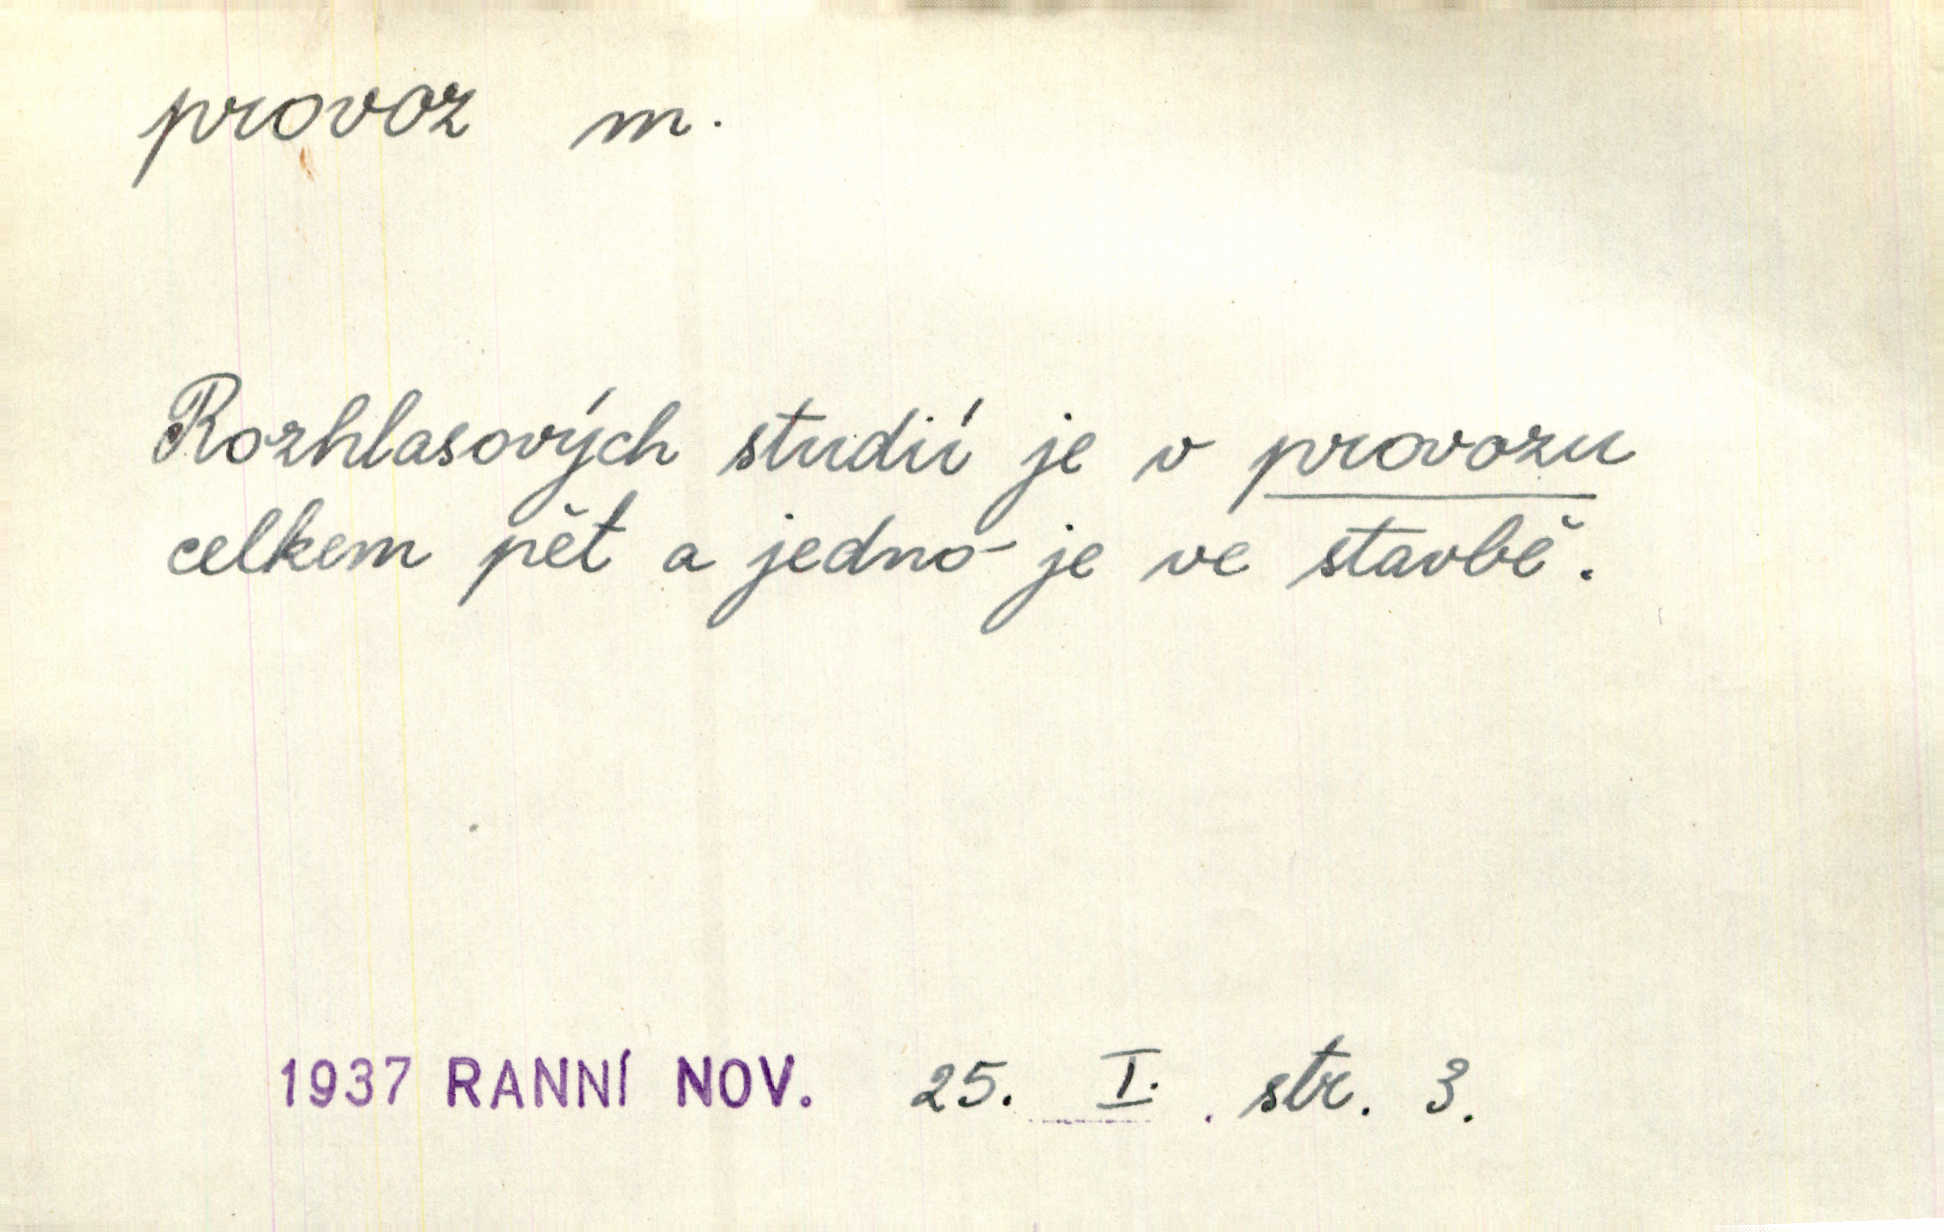 provoz m.
Rozhlasových studií je v provozu
celkem pět a jedno je ve stavbě.
1937 RANNÍ NOV. 25. I. str. 3.